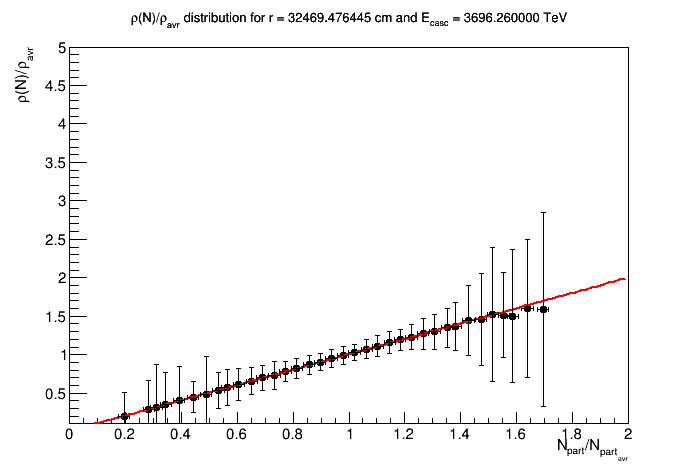 ρ(N)/ρavr distribution for r = 32469.476445 cm and Ecasc = 3696.260000 TeV
ρ(N)/ρavr
5
4.5
4
3.5
3
2.5
2
1.5
1
0.5
0 0.2 0.4 0.6 0.8 1 1.2 1.4 1.6 1.8 2
Npart/Npartavr